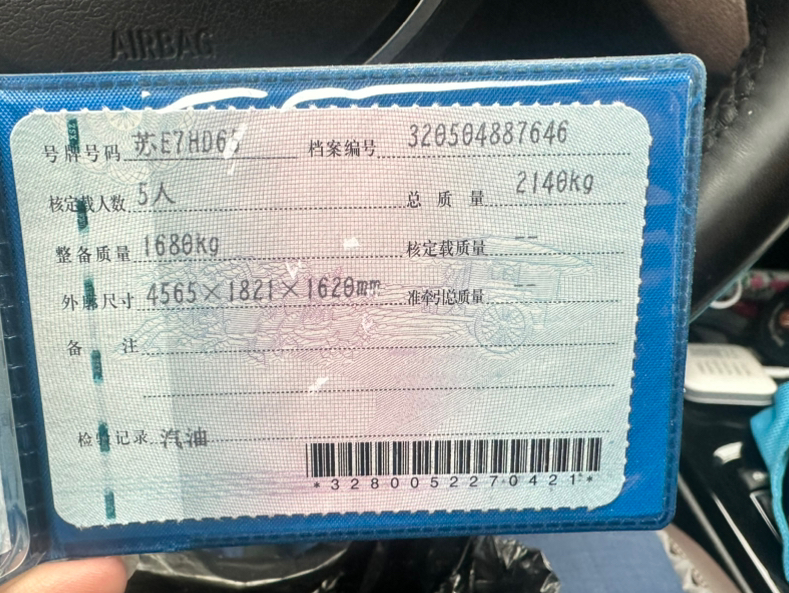 AIRBAG
号牌号码 苏E7HD65 档案编号 320504887646
核定载人数 5人 总质量 2140kg
整备质量 1680kg 核定载质量 --
外廓尺寸 4565×1821×1620mm 准牵引总质量 --
备注
检验记录 汽油
*3280052270421*